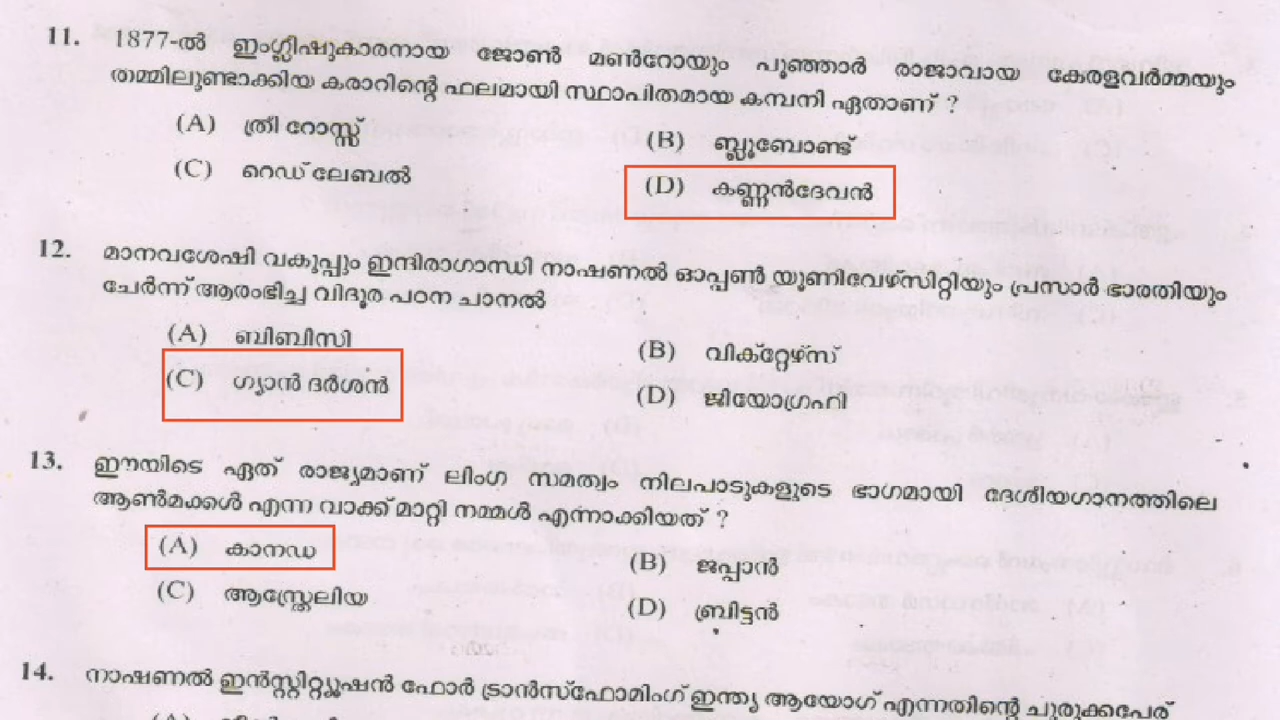 11. 1877-ൽ ഇംഗ്ലീഷുകാരനായ ജോൺ മൺറോയും പൂഞ്ഞാർ രാജാവായ കേരളവർമ്മയും
തമ്മിലുണ്ടാക്കിയ കരാറിന്റെ ഫലമായി സ്ഥാപിതമായ കമ്പനി ഏതാണ് ?
(A) ത്രീ റോസ്സ് (B) ബ്ലൂബോണ്ട്
(C) റെഡ് ലേബൽ (D) കണ്ണൻദേവൻ
12. മാനവശേഷി വകുപ്പും ഇന്ദിരാഗാന്ധി നാഷണൽ ഓപ്പൺ യൂണിവേഴ്സിറ്റിയും പ്രസാർ ഭാരതിയും
ചേർന്ന് ആരംഭിച്ച വിദൂര പഠന ചാനൽ
(A) ബിബിസി (B) വിക്റ്റേഴ്സ്
(C) ഗ്യാൻ ദർശൻ (D) ജിയോഗ്രഫി
13. ഈയിടെ ഏത് രാജ്യമാണ് ലിംഗ സമത്വം നിലപാടുകളുടെ ഭാഗമായി ദേശീയഗാനത്തിലെ
ആൺമക്കൾ എന്ന വാക്ക് മാറ്റി നമ്മൾ എന്നാക്കിയത് ?
(A) കാനഡ (B) ജപ്പാൻ
(C) ആസ്ത്രേലിയ (D) ബ്രിട്ടൻ
14. നാഷണൽ ഇൻസ്റ്റിറ്റ്യൂഷൻ ഫോർ ട്രാൻസ്ഫോമിംഗ് ഇന്ത്യ ആയോഗ് എന്നതിന്റെ ചുരുക്കപേര്